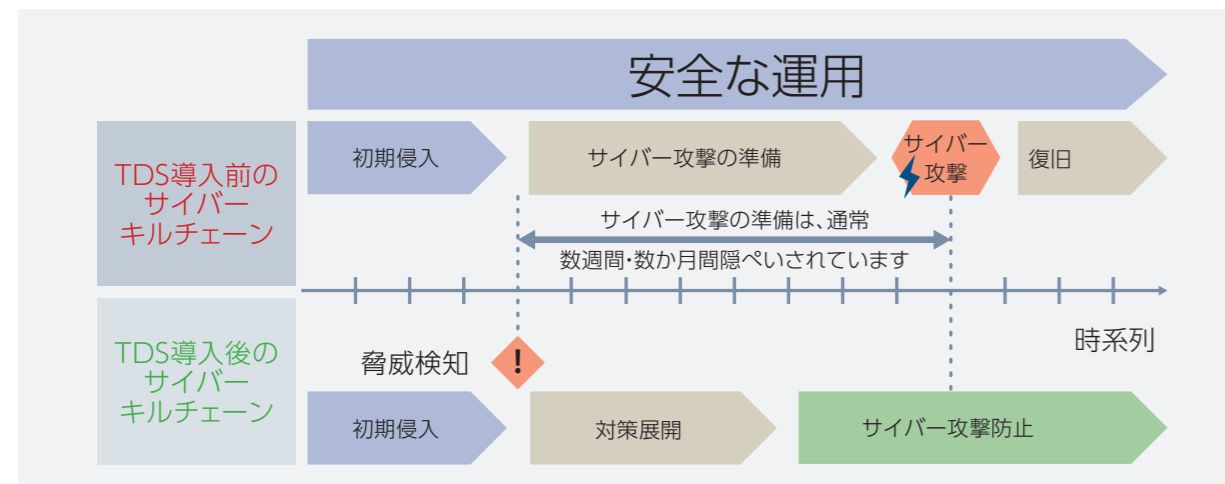 安全な運用
TDS導入前の
サイバー
キルチェーン
初期侵入
サイバー攻撃の準備
サイバー
攻撃
復旧
サイバー攻撃の準備は、通常
数週間・数か月間隠ぺいされています
時系列
TDS導入後の
サイバー
キルチェーン
脅威検知
!
初期侵入
対策展開
サイバー攻撃防止